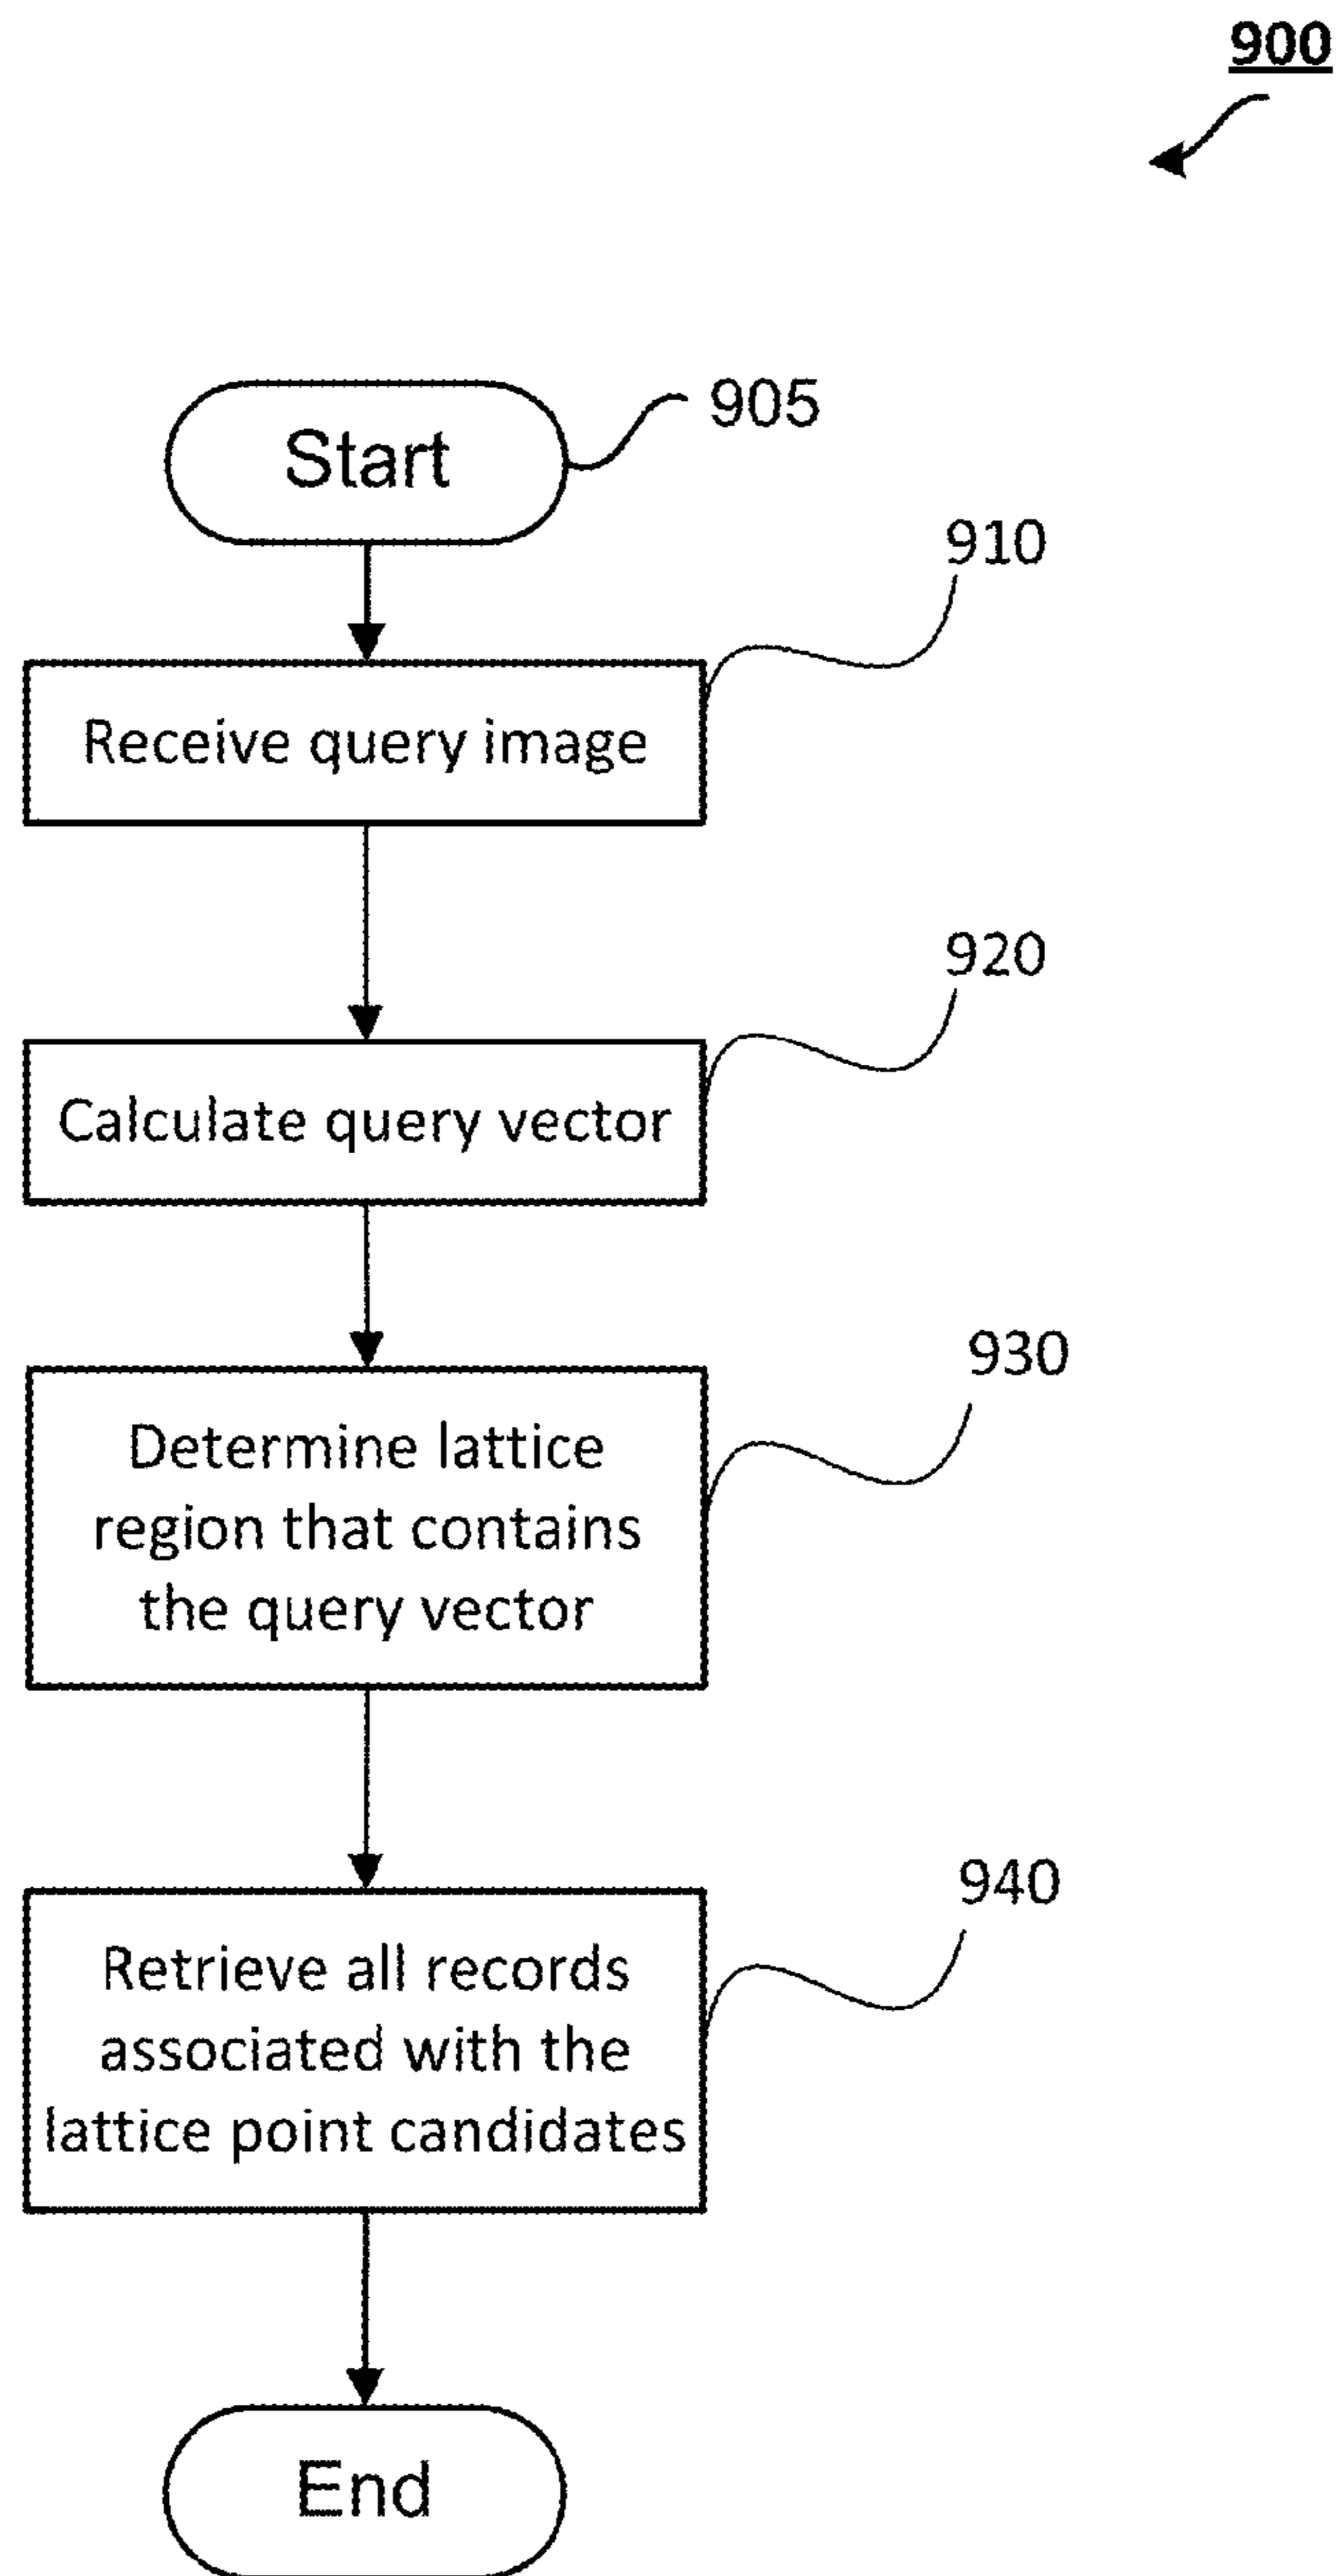 900
Start
905
910
Receive query image
920
Calculate query vector
930
Determine lattice
region that contains
the query vector
940
Retrieve all records
associated with the
lattice point candidates
End